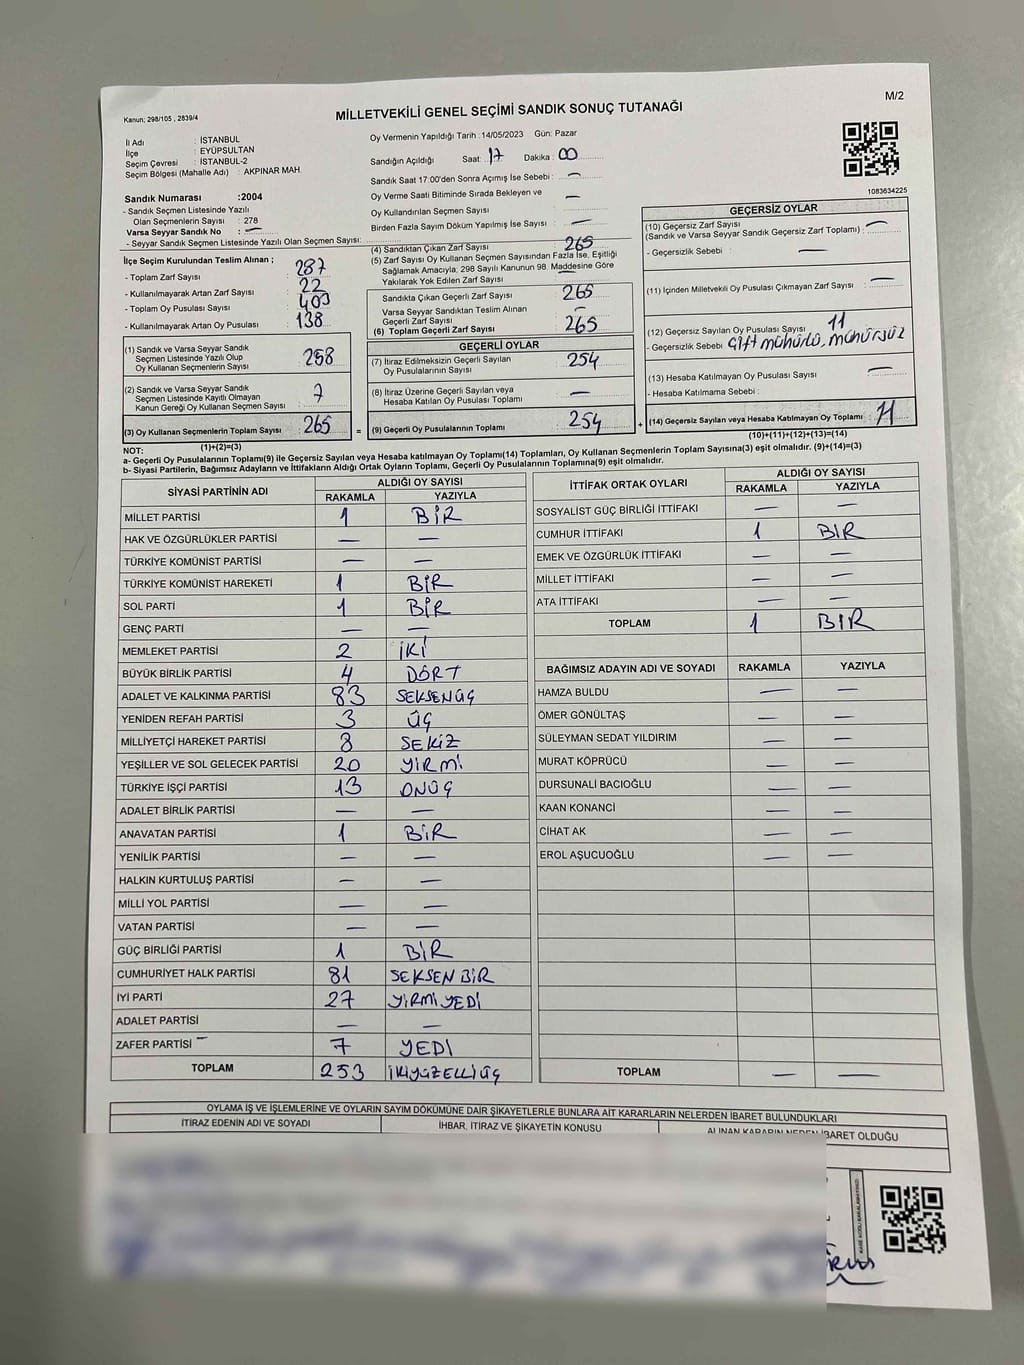 M/2
Kanun; 298/105 , 2839/4
MİLLETVEKİLİ GENEL SEÇİMİ SANDIK SONUÇ TUTANAĞI
İl Adı : İSTANBUL
İlçe : EYÜPSULTAN
Seçim Çevresi : İSTANBUL-2
Seçim Bölgesi (Mahalle Adı) : AKPINAR MAH.
Sandık Numarası :2004
- Sandık Seçmen Listesinde Yazılı
Olan Seçmenlerin Sayısı : 278
Varsa Seyyar Sandık No : —
- Seyyar Sandık Seçmen Listesinde Yazılı Olan Seçmen Sayısı:
Oy Vermenin Yapıldığı Tarih :14/05/2023 Gün: Pazar
Sandığın Açıldığı Saat: 17 Dakika : 00
Sandık Saat 17:00'den Sonra Açımış İse Sebebi : —
Oy Verme Saati Bitiminde Sırada Bekleyen ve —
Oy Kullandırılan Seçmen Sayısı
Birden Fazla Sayım Döküm Yapılmış İse Sayısı : —
1083634225
İlçe Seçim Kurulundan Teslim Alınan ;
- Toplam Zarf Sayısı : 287
- Kullanılmayarak Artan Zarf Sayısı : 22
- Toplam Oy Pusulası Sayısı : 403
- Kullanılmayarak Artan Oy Pusulası : 138
(4) Sandıktan Çıkan Zarf Sayısı : 265
(5) Zarf Sayısı Oy Kullanan Seçmen Sayısından Fazla İse, Eşitliği
Sağlamak Amacıyla; 298 Sayılı Kanunun 98. Maddesine Göre
Yakılarak Yok Edilen Zarf Sayısı : —
Sandıkta Çıkan Geçerli Zarf Sayısı : 265
Varsa Seyyar Sandıktan Teslim Alınan
Geçerli Zarf Sayısı : —
(6) Toplam Geçerli Zarf Sayısı : 265
GEÇERSİZ OYLAR
(10) Geçersiz Zarf Sayısı
(Sandık ve Varsa Seyyar Sandık Geçersiz Zarf Toplamı) : —
- Geçersizlik Sebebi : —
(11) İçinden Milletvekili Oy Pusulası Çıkmayan Zarf Sayısı : —
(12) Geçersiz Sayılan Oy Pusulası Sayısı : 11
- Geçersizlik Sebebi : Çift mühürlü, mühürsüz
(13) Hesaba Katılmayan Oy Pusulası Sayısı : —
- Hesaba Katılmama Sebebi :
(14) Geçersiz Sayılan veya Hesaba Katılmayan Oy Toplamı : 11
(10)+(11)+(12)+(13)=(14)
(1) Sandık ve Varsa Seyyar Sandık
Seçmen Listesinde Yazılı Olup
Oy Kullanan Seçmenlerin Sayısı : 258
(2) Sandık ve Varsa Seyyar Sandık
Seçmen Listesinde Kayıtlı Olmayan
Kanun Gereği Oy Kullanan Seçmen Sayısı : 7
(3) Oy Kullanan Seçmenlerin Toplam Sayısı : 265
(1)+(2)=(3)
GEÇERLİ OYLAR
(7) İtiraz Edilmeksizin Geçerli Sayılan
Oy Pusulalarının Sayısı : 254
(8) İtiraz Üzerine Geçerli Sayılan veya
Hesaba Katılan Oy Pusulası Toplamı : —
= (9) Geçerli Oy Pusulalarının Toplamı : 254 +
NOT:
a- Geçerli Oy Pusulası(9) ile Geçersiz Sayılan veya Hesaba katılmayan Oy Toplamı(14) Toplamları, Oy Kullanan Seçmenlerin Toplam Sayısına(3) eşit olmalıdır. (9)+(14)=(3)
b- Siyasi Partilerin, Bağımsız Adayların ve İttifakların Aldığı Ortak Oyların Toplamı, Geçerli Oy Pusulalarının Toplamına(9) eşit olmalıdır.
SİYASİ PARTİNİN ADI ALDIĞI OY SAYISI
RAKAMLA YAZIYLA
MİLLET PARTİSİ 1 BİR
HAK VE ÖZGÜRLÜKLER PARTİSİ — —
TÜRKİYE KOMÜNİST PARTİSİ — —
TÜRKİYE KOMÜNİST HAREKETİ 1 BİR
SOL PARTİ 1 BİR
GENÇ PARTİ — —
MEMLEKET PARTİSİ 2 İKİ
BÜYÜK BİRLİK PARTİSİ 4 DÖRT
ADALET VE KALKINMA PARTİSİ 83 SEKSENÜÇ
YENİDEN REFAH PARTİSİ 3 ÜÇ
MİLLİYETÇİ HAREKET PARTİSİ 8 SEKİZ
YEŞİLLER VE SOL GELECEK PARTİSİ 20 YİRMİ
TÜRKİYE İŞÇİ PARTİSİ 13 ONÜÇ
ADALET BİRLİK PARTİSİ — —
ANAVATAN PARTİSİ 1 BİR
YENİLİK PARTİSİ — —
HALKIN KURTULUŞ PARTİSİ — —
MİLLİ YOL PARTİSİ — —
VATAN PARTİSİ — —
GÜÇ BİRLİĞİ PARTİSİ 1 BİR
CUMHURİYET HALK PARTİSİ 81 SEKSEN BİR
İYİ PARTİ 27 YİRMİ YEDİ
ADALET PARTİSİ — —
ZAFER PARTİSİ 7 YEDİ
TOPLAM 253 İKİYÜZELLİÜÇ
İTTİFAK ORTAK OYLARI ALDIĞI OY SAYISI
RAKAMLA YAZIYLA
SOSYALİST GÜÇ BİRLİĞİ İTTİFAKI — —
CUMHUR İTTİFAKI 1 BİR
EMEK VE ÖZGÜRLÜK İTTİFAKI — —
MİLLET İTTİFAKI — —
ATA İTTİFAKI — —
TOPLAM 1 BIR
BAĞIMSIZ ADAYIN ADI VE SOYADI RAKAMLA YAZIYLA
HAMZA BULDU — —
ÖMER GÖNÜLTAŞ — —
SÜLEYMAN SEDAT YILDIRIM — —
MURAT KÖPRÜCÜ — —
DURSUNALİ BACIOĞLU — —
KAAN KONANCİ — —
CİHAT AK — —
EROL AŞUCUOĞLU — —
TOPLAM — —
OYLAMA İŞ VE İŞLEMLERİNE VE OYLARIN SAYIM DÖKÜMÜNE DAİR ŞİKAYETLERLE BUNLARA AİT KARARLARIN NELERDEN İBARET BULUNDUKLARI
İTİRAZ EDENİN ADI VE SOYADI İHBAR, İTİRAZ VE ŞİKAYETİN KONUSU ALINAN KARARIN NEDEN İBARET OLDUĞU